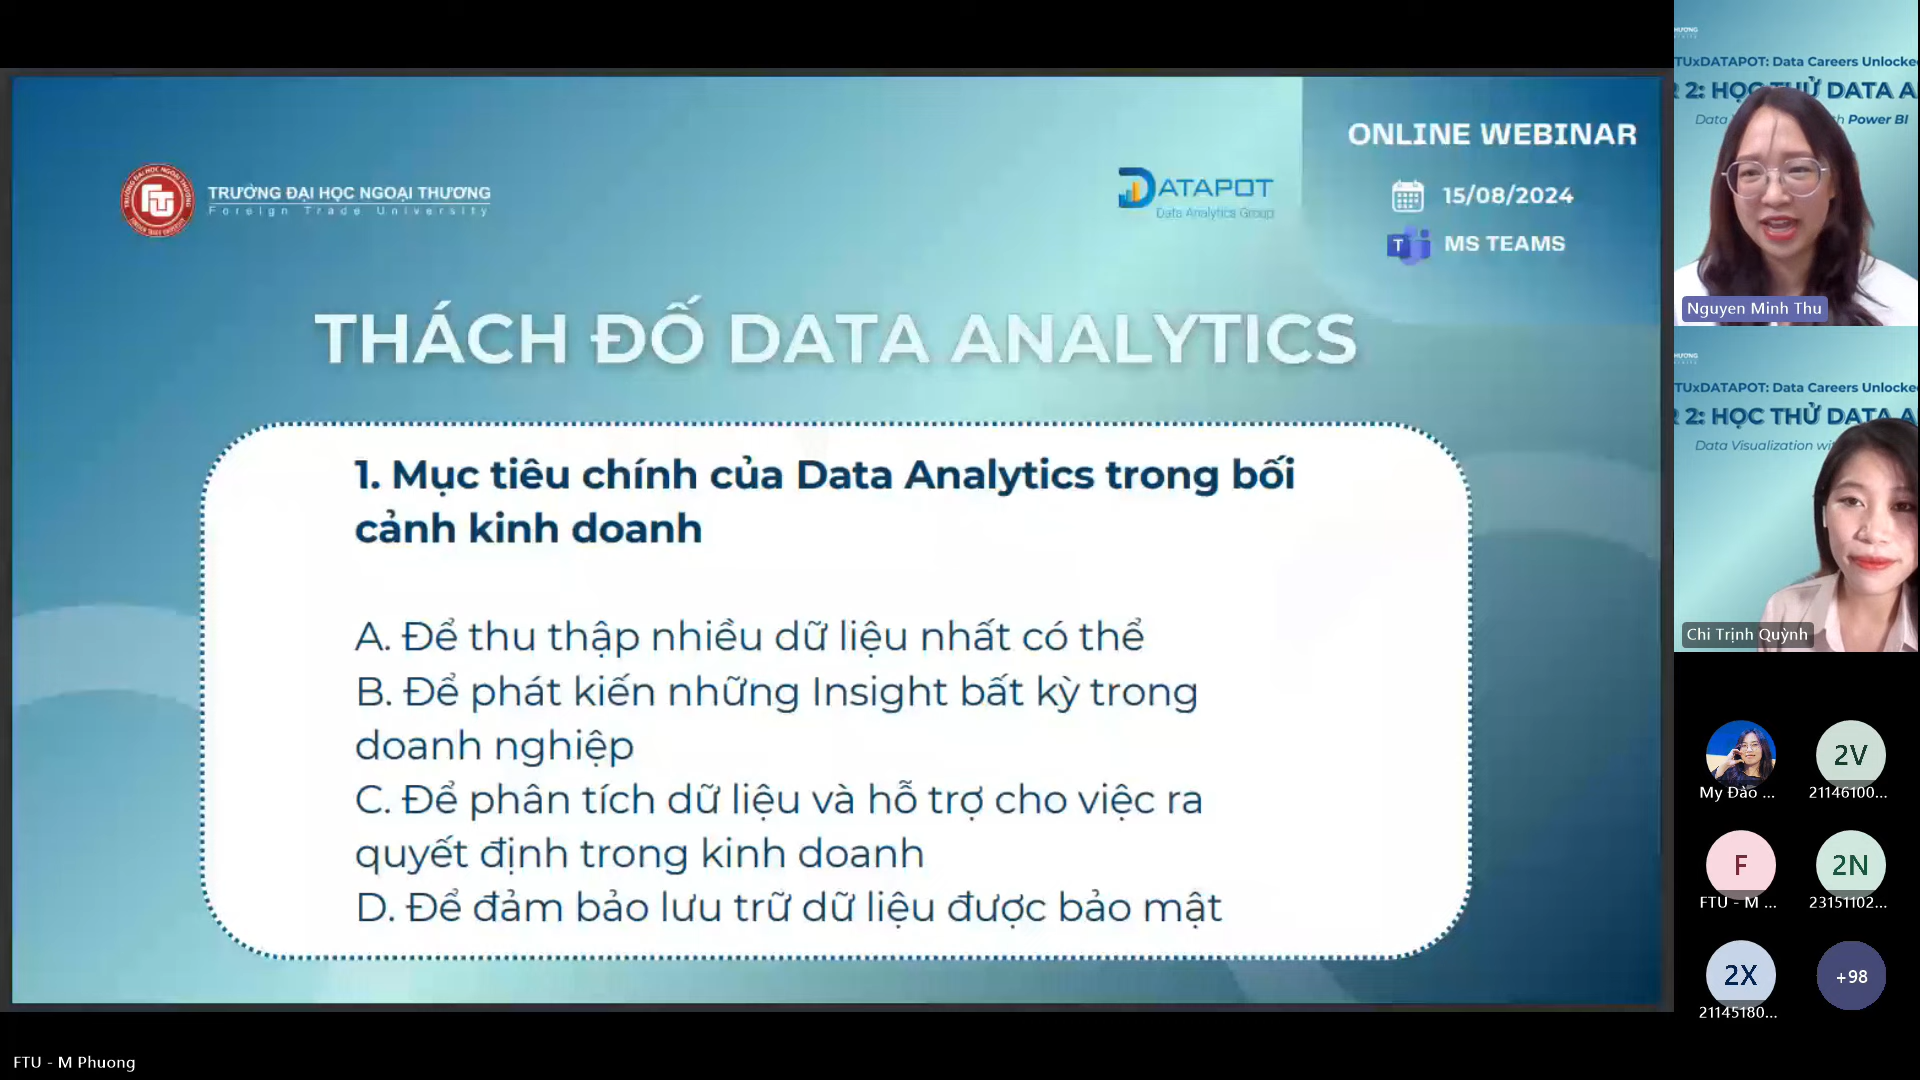 TRƯỜNG ĐẠI HỌC NGOẠI THƯƠNG
Foreign Trade University
DATAPOT
Data Analytics Group
ONLINE WEBINAR
15/08/2024
T
MS TEAMS
THÁCH ĐỐ DATA ANALYTICS
1. Mục tiêu chính của Data Analytics trong bối
cảnh kinh doanh
A. Để thu thập nhiều dữ liệu nhất có thể
B. Để phát kiến những Insight bất kỳ trong
doanh nghiệp
C. Để phân tích dữ liệu và hỗ trợ cho việc ra
quyết định trong kinh doanh
D. Để đảm bảo lưu trữ dữ liệu được bảo mật
TUxDATAPOT: Data Careers Unlocke
2: HỌC THỬ DATA A
Data
Power BI
Nguyen Minh Thu
TUxDATAPOT: Data Careers Unlocke
2: HỌC THỬ DATA A
Data Visualization wi
Chi Trịnh Quỳnh
My Đào ...
2V
21146100...
F
FTU - M ...
2N
23151102...
2X
21145180...
+98
FTU - M Phuong